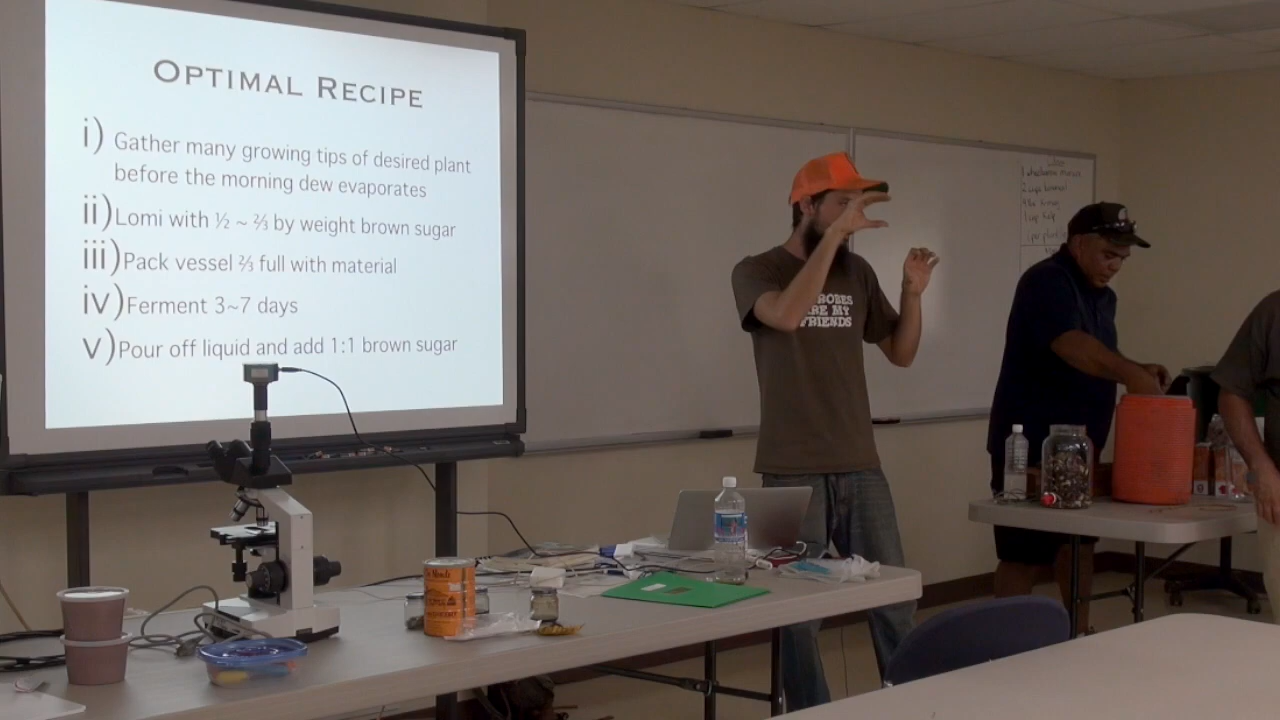 OPTIMAL RECIPE
i) Gather many growing tips of desired plant
before the morning dew evaporates
ii) Lomi with ½ ~ ⅔ by weight brown sugar
iii) Pack vessel ⅔ full with material
iv) Ferment 3~7 days
v) Pour off liquid and add 1:1 brown sugar
ARE MY
FRIENDS